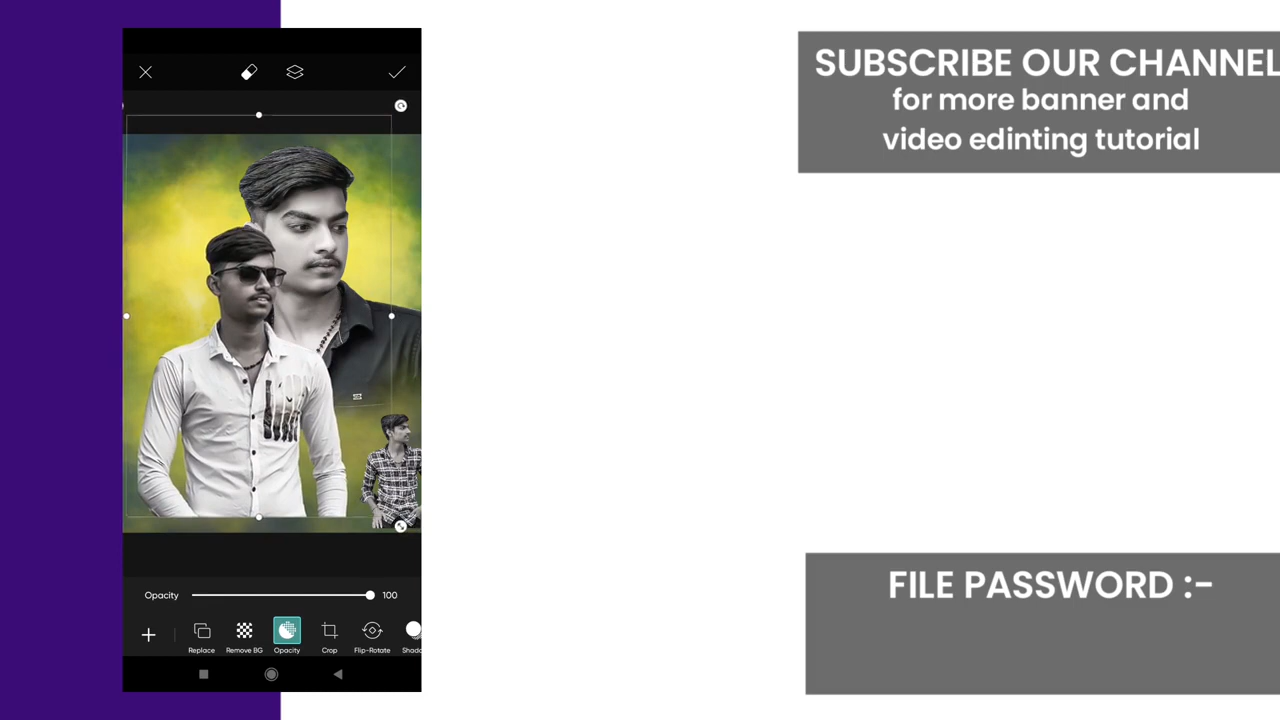 SUBSCRIBE OUR CHANNEL
for more banner and
video edinting tutorial
Opacity 100
Replace Remove BG Opacity Crop Flip-Rotate Shado
FILE PASSWORD :-